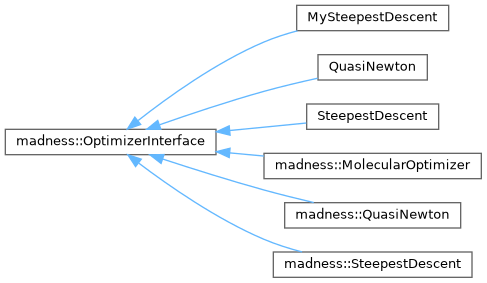 MySteepestDescent
QuasiNewton
SteepestDescent
madness::OptimizerInterface
madness::MolecularOptimizer
madness::QuasiNewton
madness::SteepestDescent